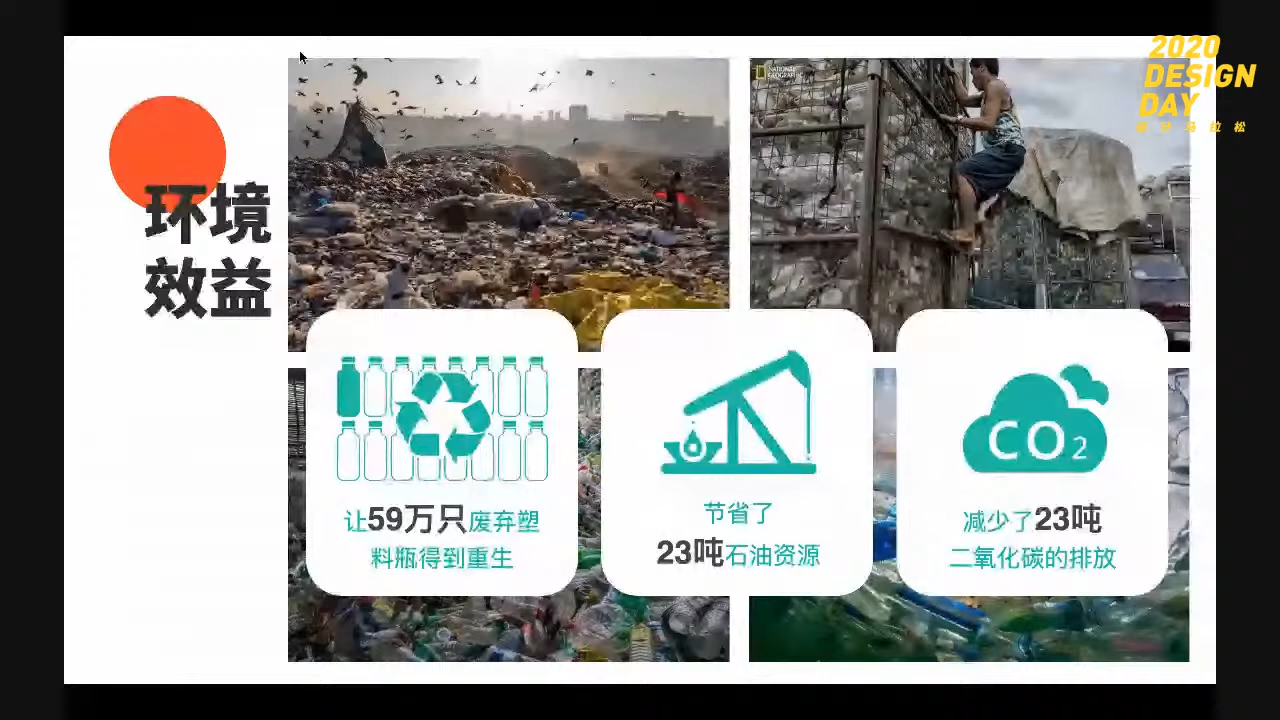 2020
DESIGN
DAY
NATIONAL
GEOGRAPHIC
环境
效益
让59万只废弃塑
料瓶得到重生
节省了
23吨石油资源
CO2
减少了23吨
二氧化碳的排放